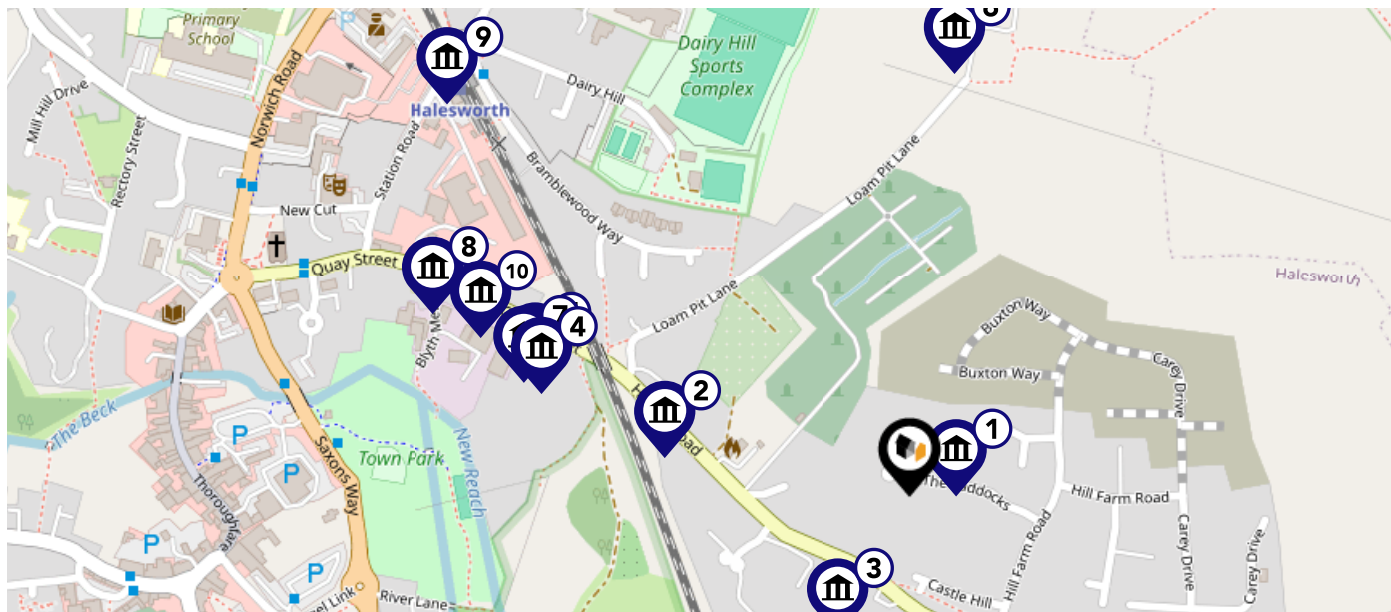 Primary
School
Mill Hill Drive
Rectory Street
Norwich Road
P
9
Halesworth
Station Road
New Cut
Dairy Hill
Dairy Hill
Sports
Complex
Bramblewood Way
Loam Pit Lane
Loam Pit Lane
Halesworth
Quay Street
8
10
7
4
2
1
3
Buxton Way
Buxton Way
Carey Drive
The Beck
Town Park
New Reach
Saxons Way
Thoroughfare
P
P
P
P
River Lane
Hill Farm Road
Hill Farm Road
Carey Drive
Carey Drive
Castle Hill